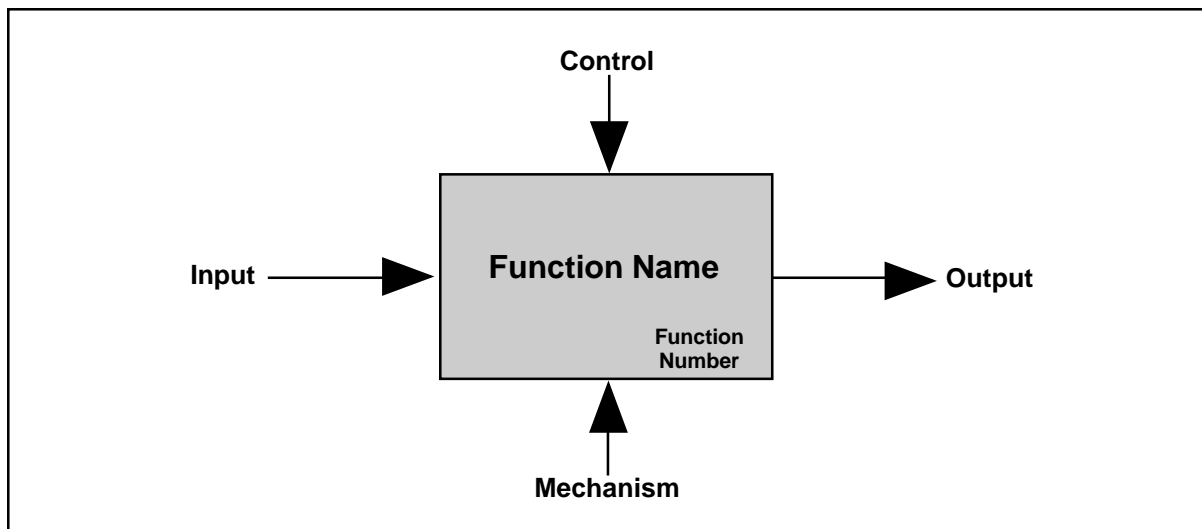 Control
Input
Function Name
Output
Function
Number
Mechanism